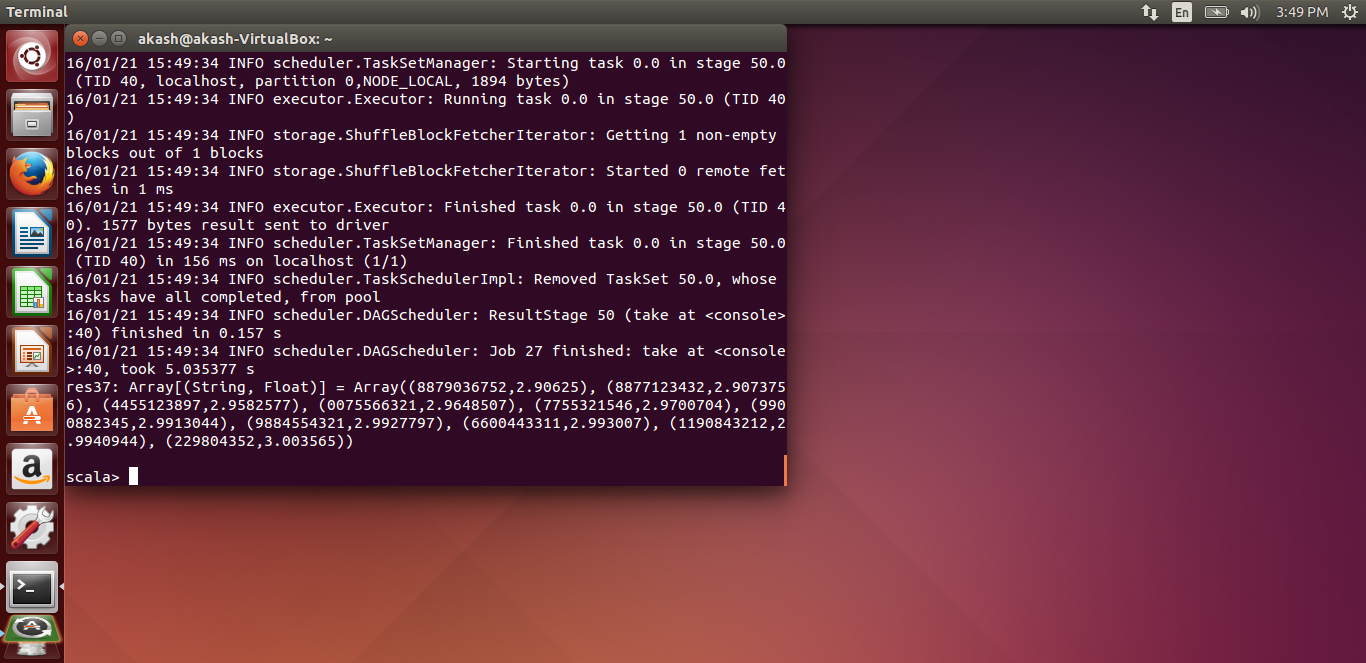 Terminal
En
3:49 PM
akash@akash-VirtualBox: ~
16/01/21 15:49:34 INFO scheduler.TaskSetManager: Starting task 0.0 in stage 50.0
 (TID 40, localhost, partition 0,NODE_LOCAL, 1894 bytes)
16/01/21 15:49:34 INFO executor.Executor: Running task 0.0 in stage 50.0 (TID 40
)
16/01/21 15:49:34 INFO storage.ShuffleBlockFetcherIterator: Getting 1 non-empty
blocks out of 1 blocks
16/01/21 15:49:34 INFO storage.ShuffleBlockFetcherIterator: Started 0 remote fet
ches in 1 ms
16/01/21 15:49:34 INFO executor.Executor: Finished task 0.0 in stage 50.0 (TID 4
0). 1577 bytes result sent to driver
16/01/21 15:49:34 INFO scheduler.TaskSetManager: Finished task 0.0 in stage 50.0
 (TID 40) in 156 ms on localhost (1/1)
16/01/21 15:49:34 INFO scheduler.TaskSchedulerImpl: Removed TaskSet 50.0, whose
tasks have all completed, from pool
16/01/21 15:49:34 INFO scheduler.DAGScheduler: ResultStage 50 (take at <console>
:40) finished in 0.157 s
16/01/21 15:49:34 INFO scheduler.DAGScheduler: Job 27 finished: take at <console
>:40, took 5.035377 s
res37: Array[(String, Float)] = Array((8879036752,2.90625), (8877123432,2.907375
6), (4455123897,2.9582577), (0075566321,2.9648507), (7755321546,2.9700704), (990
0882345,2.9913044), (9884554321,2.9927797), (6600443311,2.993007), (1190843212,2
.9940944), (229804352,3.003565))
scala>